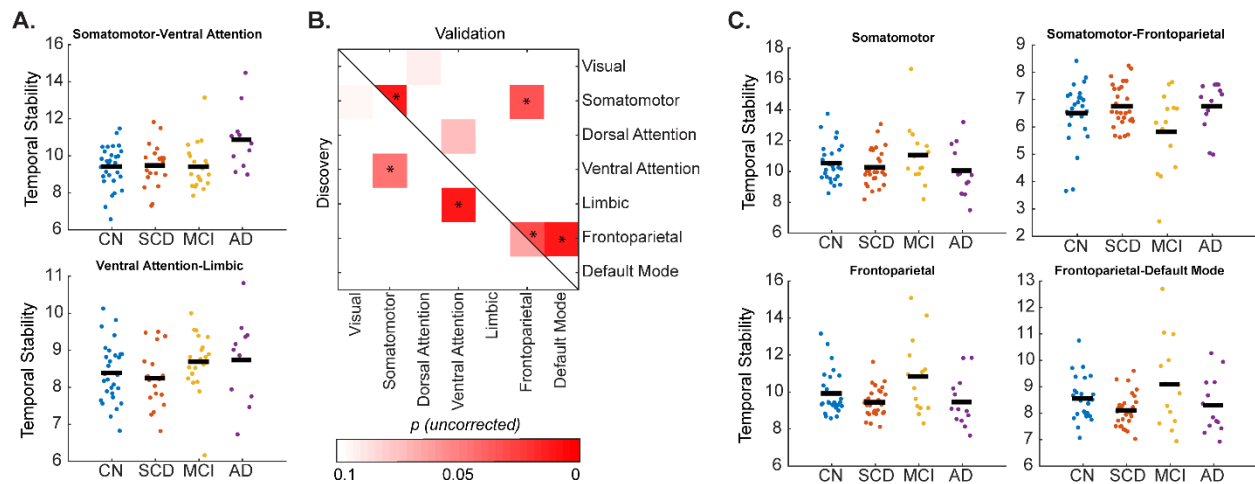 A.
Somatomotor-Ventral Attention
Temporal Stability
16
14
12
10
8
6
CN SCD MCI AD
Ventral Attention-Limbic
Temporal Stability
11
10
9
8
7
6
CN SCD MCI AD
B.
Validation
Discovery
Visual
Somatomotor
Dorsal Attention
Ventral Attention
Limbic
Frontoparietal
Default Mode
* *
*
*
* *
Visual
Somatomotor
Dorsal Attention
Ventral Attention
Limbic
Frontoparietal
Default Mode
p (uncorrected)
0.1 0.05 0
C.
Somatomotor
Temporal Stability
18
16
14
12
10
8
6
CN SCD MCI AD
Somatomotor-Frontoparietal
9
8
7
6
5
4
3
2
CN SCD MCI AD
Frontoparietal
Temporal Stability
16
14
12
10
8
6
CN SCD MCI AD
Frontoparietal-Default Mode
13
12
11
10
9
8
7
6
CN SCD MCI AD